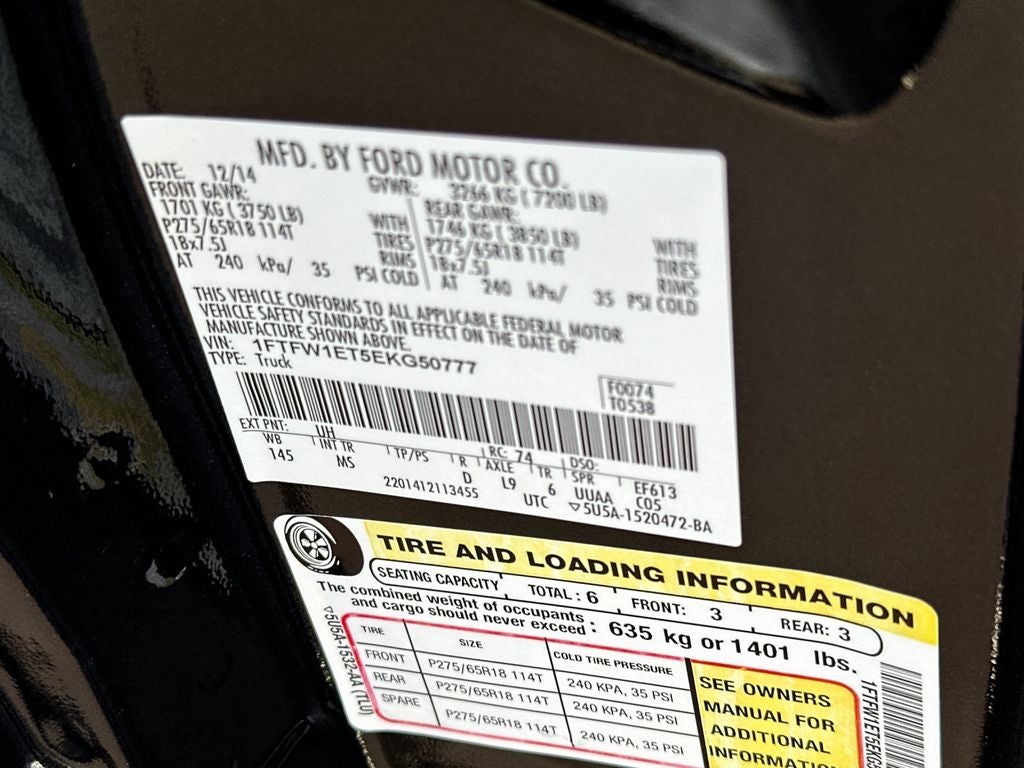 MFD. BY FORD MOTOR CO.
DATE: 12/14 GVWR: 3266 KG ( 7200 LB)
FRONT GAWR: REAR GAWR:
1701 KG ( 3750 LB) WITH 1746 KG ( 3850 LB) WITH
P275/65R18 114T TIRES P275/65R18 114T TIRES
18x7.5J RIMS 18x7.5J RIMS
AT 240 kPa/ 35 PSI COLD AT 240 kPa/ 35 PSI COLD
THIS VEHICLE CONFORMS TO ALL APPLICABLE FEDERAL MOTOR
VEHICLE SAFETY STANDARDS IN EFFECT ON THE DATE OF
MANUFACTURE SHOWN ABOVE.
VIN: 1FTFW1ET5EKG50777
TYPE: Truck
F0074
T0538
EXT PNT: UH RC: 74 DSO:
WB INT TR TP/PS R AXLE TR SPR EF613
145 MS D L9 6 UUAA C05
2201412113455 UTC ▽5U5A-1520472-BA
TIRE AND LOADING INFORMATION
SEATING CAPACITY TOTAL: 6 FRONT: 3 REAR: 3
The combined weight of occupants
and cargo should never exceed : 635 kg or 1401 lbs.
TIRE SIZE COLD TIRE PRESSURE
FRONT P275/65R18 114T 240 KPA, 35 PSI
REAR P275/65R18 114T 240 KPA, 35 PSI
SPARE P275/65R18 114T 240 KPA, 35 PSI
SEE OWNERS
MANUAL FOR
ADDITIONAL
INFORMATION
▽5U5A-1532-AA (TLU)
1FTFW1ET5EKG5